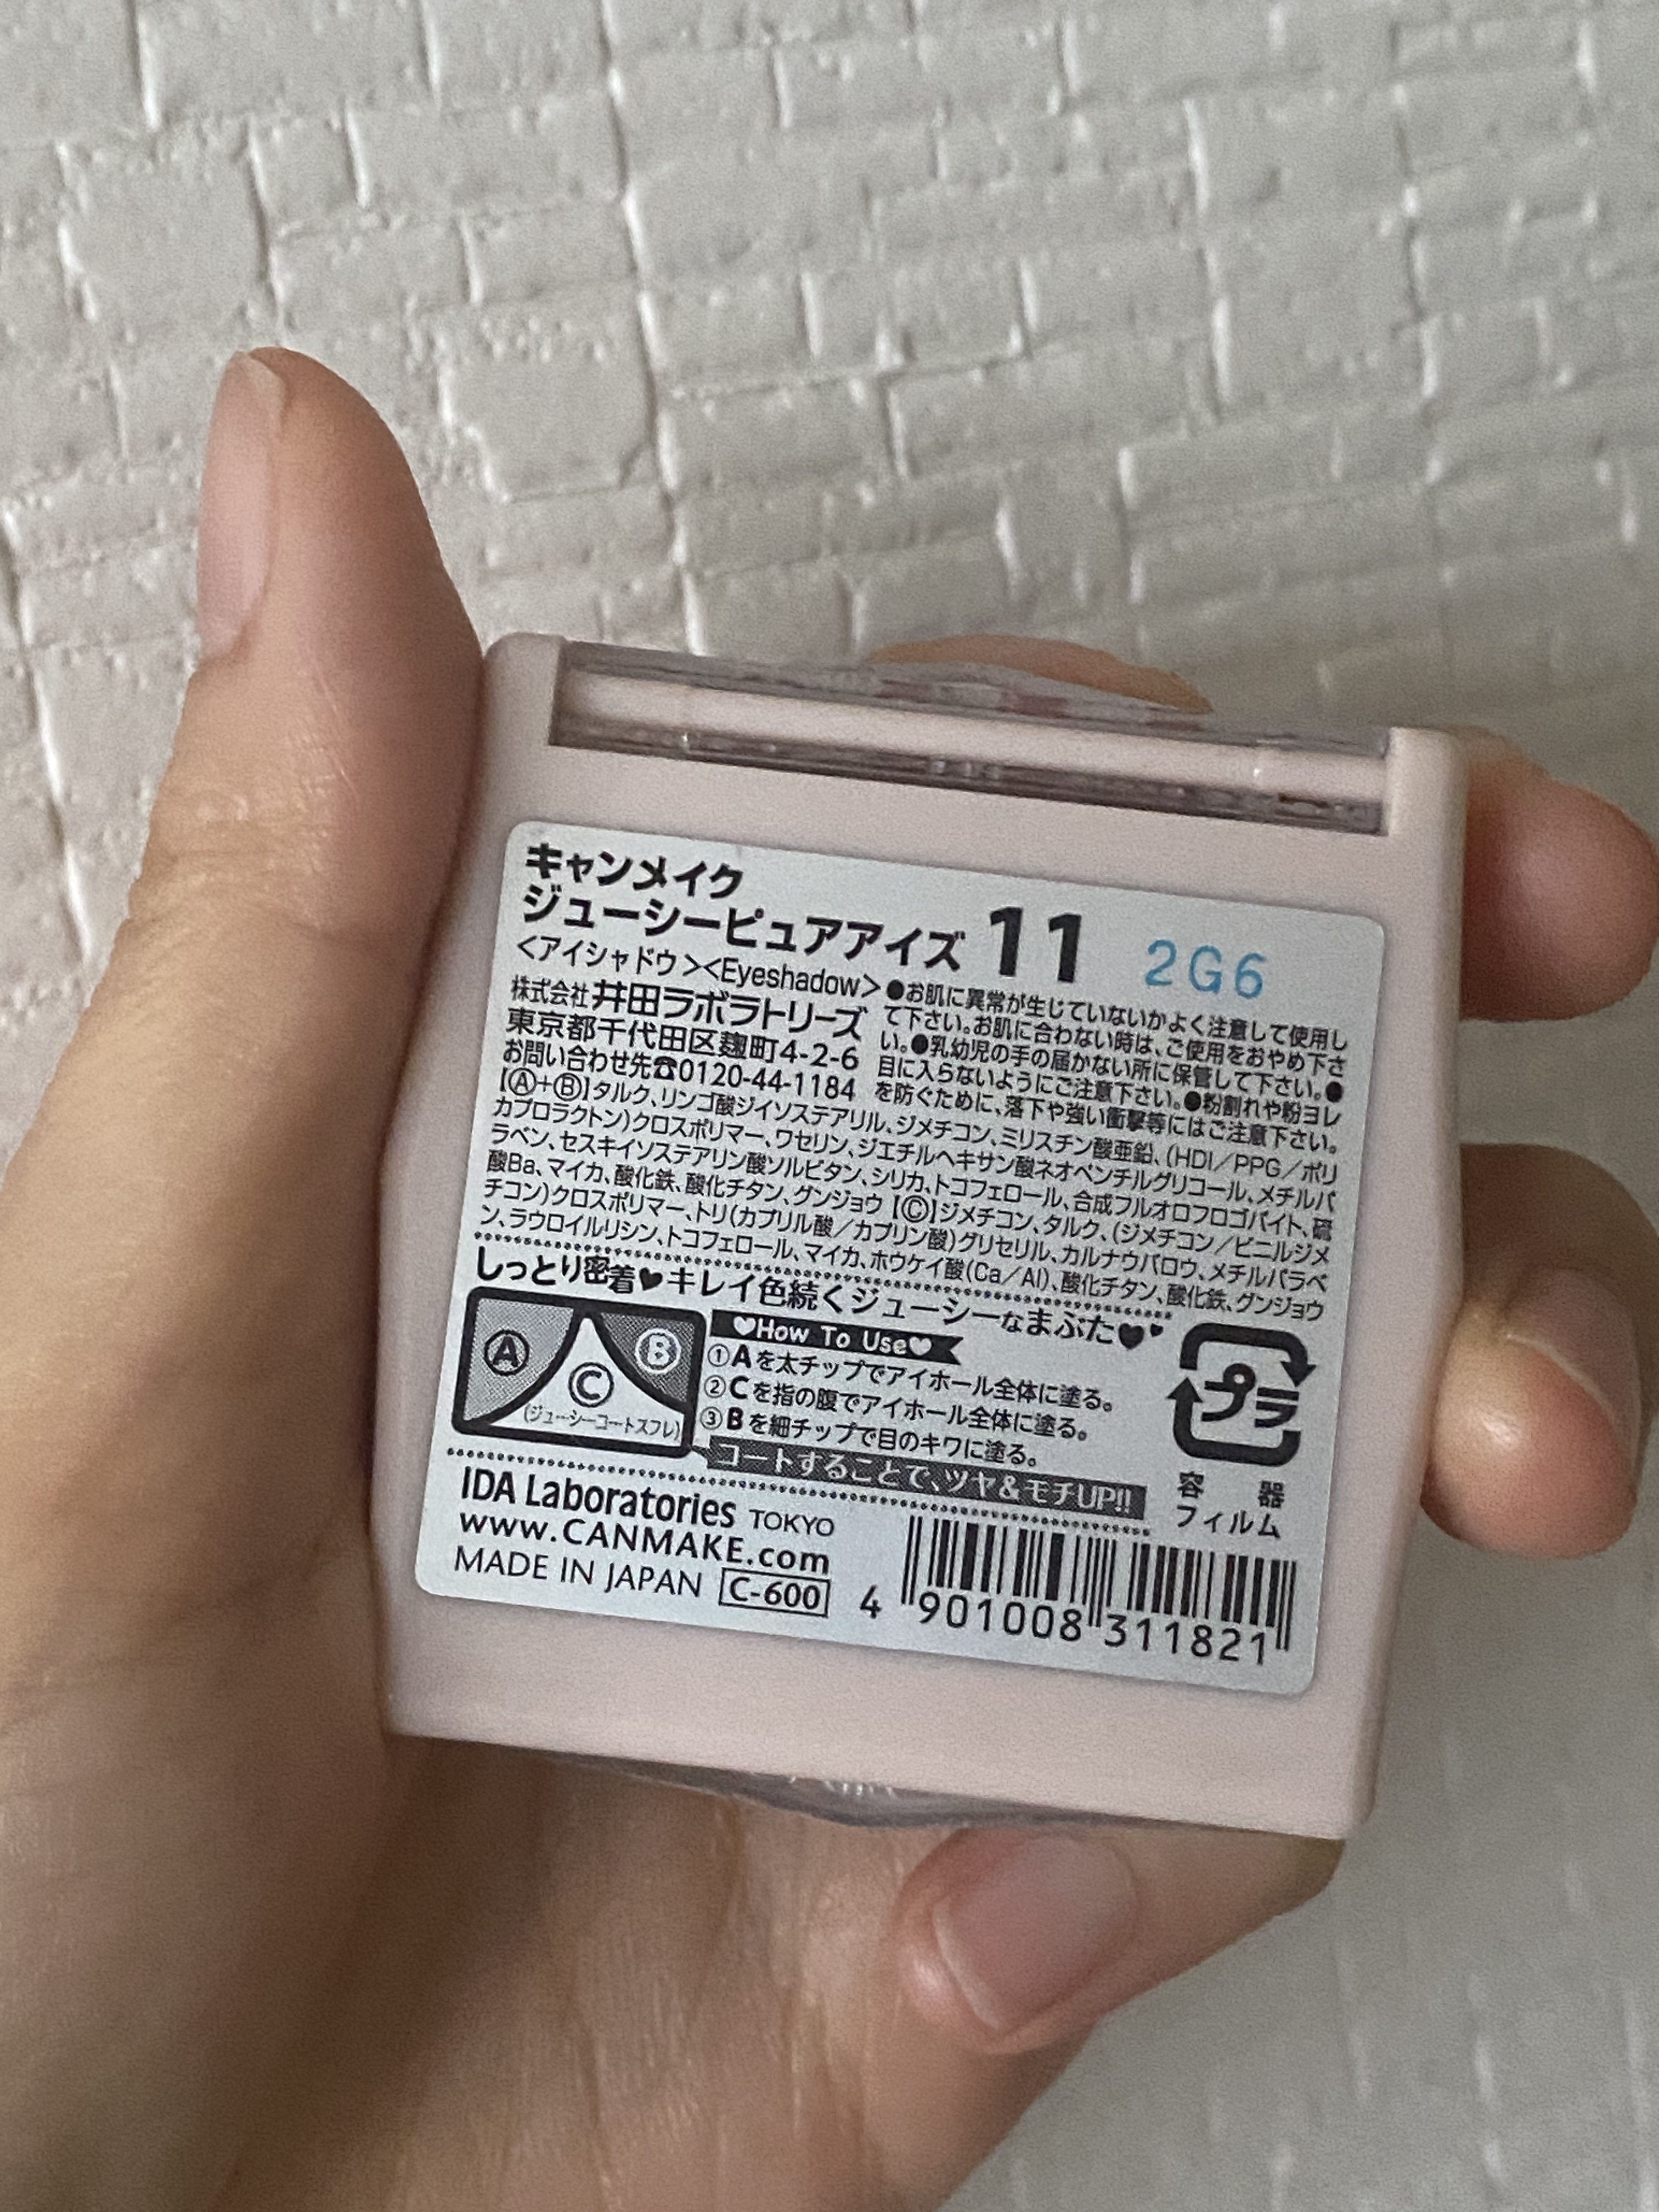 キャンメイク
ジューシーピュアアイズ 11 2G6
<アイシャドウ><Eyeshadow>
株式会社 井田ラボラトリーズ
東京都千代田区麹町4-2-6
お問い合わせ先☎0120-44-1184
●お肌に異常が生じていないかよく注意して使用し
て下さい。お肌に合わない時は、ご使用をおやめ下さ
い。●乳幼児の手の届かない所に保管して下さい。●
目に入らないようにご注意下さい。●粉割れや粉ヨレ
を防ぐために、落下や強い衝撃等にはご注意下さい。
【Ⓐ+Ⓑ】タルク、リンゴ酸ジイソステアリル、ジメチコン、ミリスチン酸亜鉛、(HDI/PPG/ポリ
カプロラクトン)クロスポリマー、ワセリン、ジエチルヘキサン酸ネオペンチルグリコール、メチルパ
ラベン、セスキイソステアリン酸ソルビタン、シリカ、トコフェロール、合成フルオロフロゴパイト、硫
酸Ba、マイカ、酸化鉄、酸化チタン、グンジョウ【Ⓒ】ジメチコン、タルク、(ジメチコン/ビニルジメ
チコン)クロスポリマー、トリ(カプリル酸/カプリン酸)グリセリル、カルナウバロウ、メチルパラベ
ン、ラウロイルリシン、トコフェロール、マイカ、ホウケイ酸(Ca/Al)、酸化チタン、酸化鉄、グンジョウ
しっとり密着♥キレイ色続くジューシーなまぶた♥♥
A
B
C
(ジューシーコートスフレ)
♥How To Use♥
①Aを太チップでアイホール全体に塗る。
②Cを指の腹でアイホール全体に塗る。
③Bを細チップで目のキワに塗る。
コートすることで、ツヤ&モチUP!!
プラ
容器
フィルム
IDA Laboratories TOKYO
www.CANMAKE.com
MADE IN JAPAN C-600
4 901008 311821